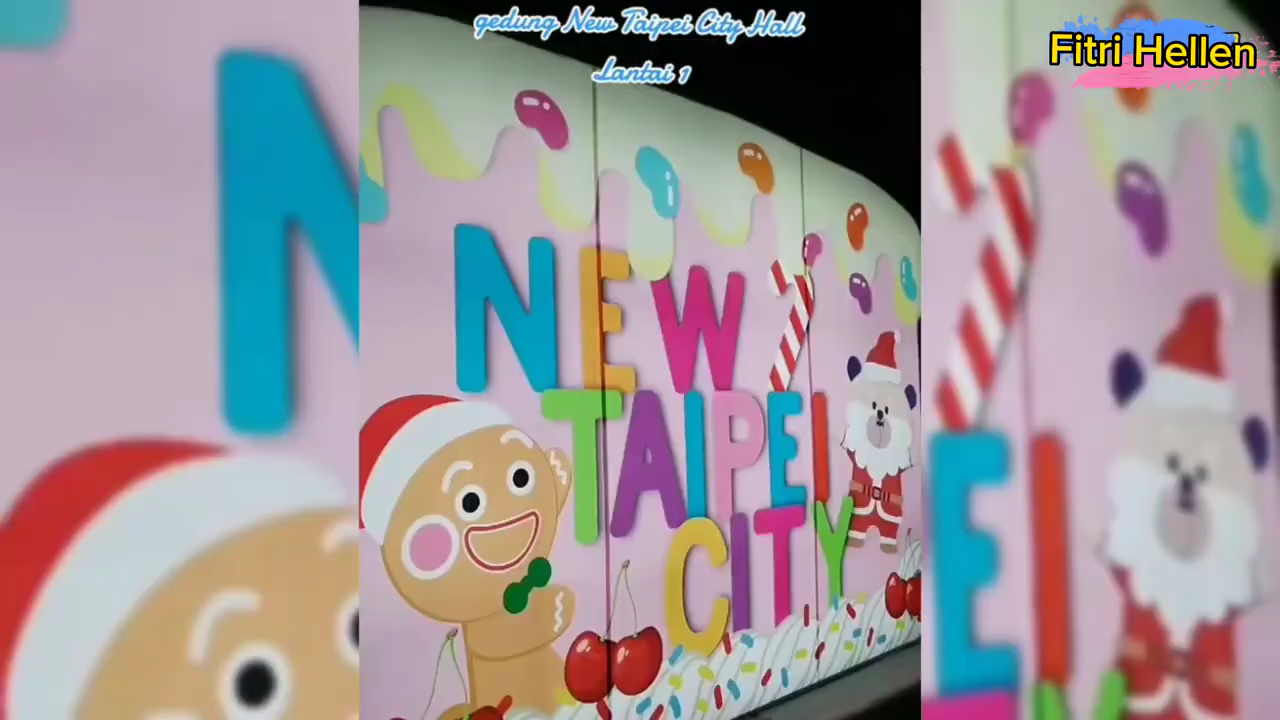 gedung New Taipei City Hall
Lantai 1
Fitri Hellen
NEW
TAIPEI
CITY